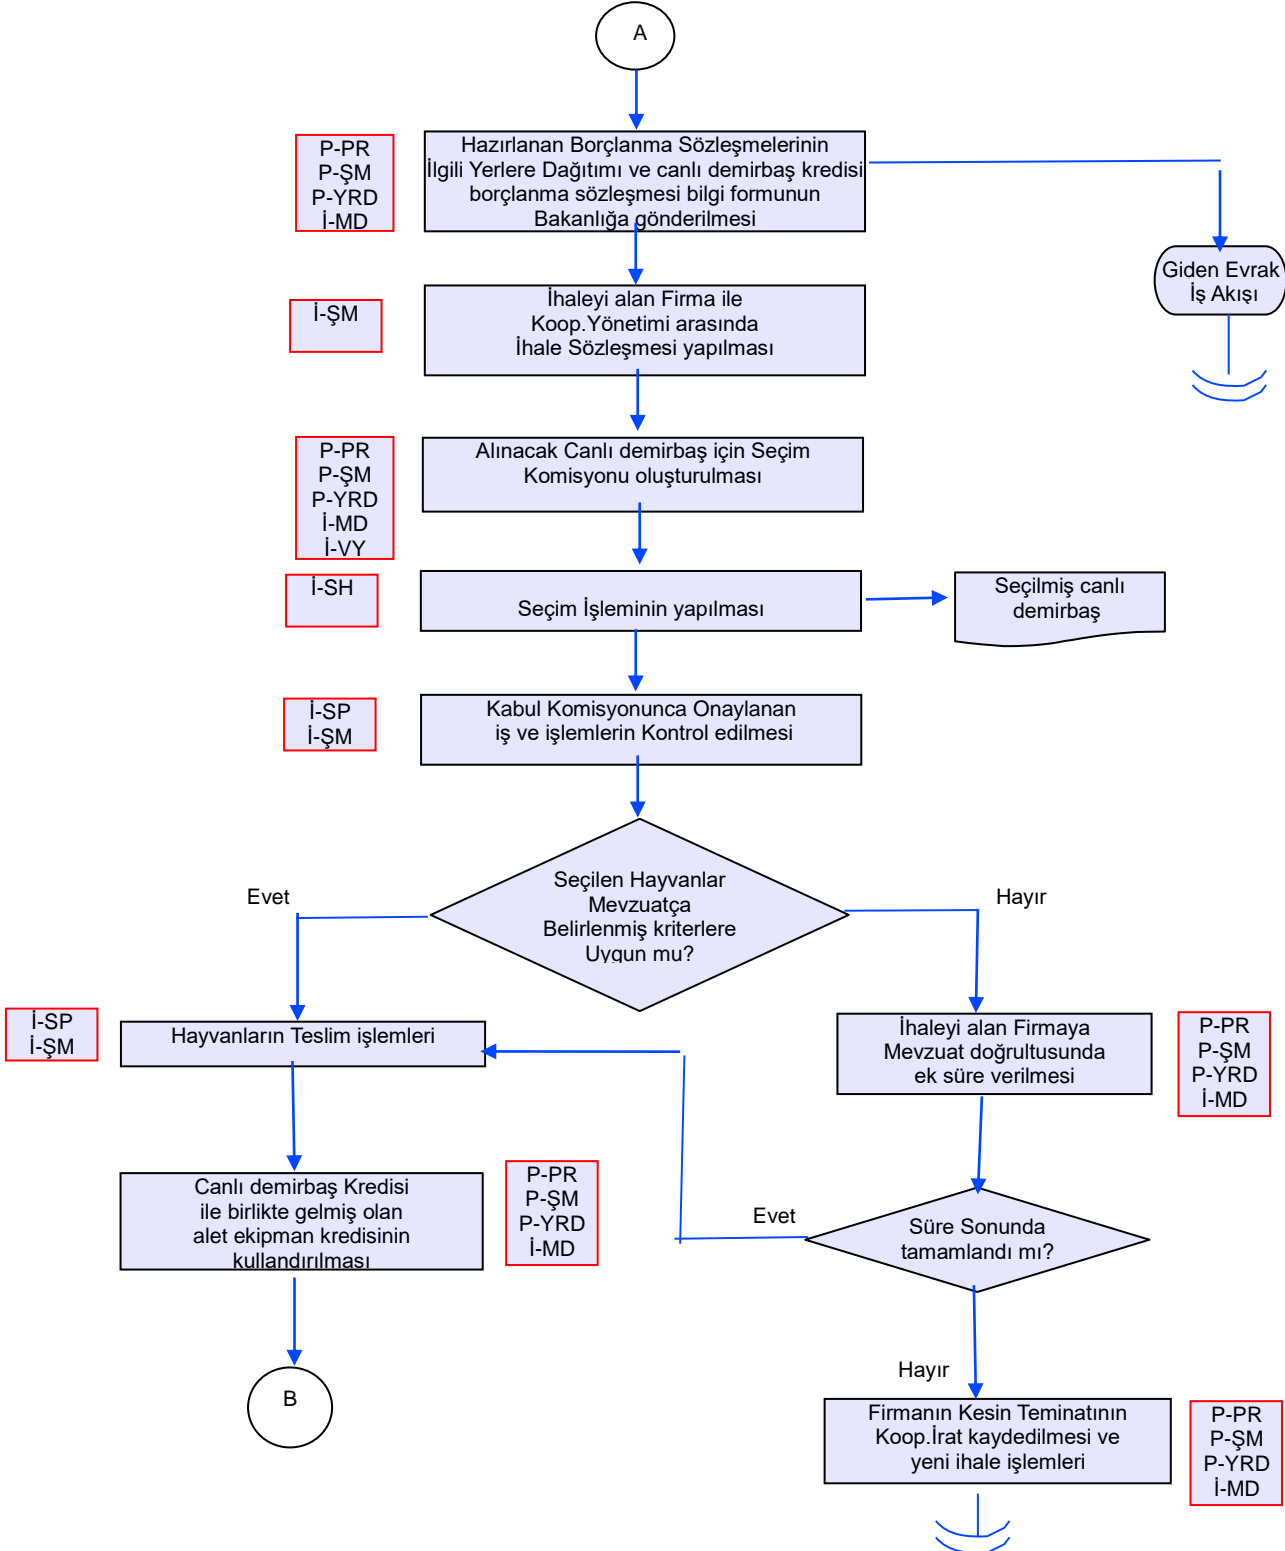 A
P-PR
P-ŞM
P-YRD
İ-MD
Hazırlanan Borçlanma Sözleşmelerinin
İlgili Yerlere Dağıtımı ve canlı demirbaş kredisi
borçlanma sözleşmesi bilgi formunun
Bakanlığa gönderilmesi
Giden Evrak
İş Akışı
İ-ŞM
İhaleyi alan Firma ile
Koop.Yönetimi arasında
İhale Sözleşmesi yapılması
P-PR
P-ŞM
P-YRD
İ-MD
İ-VY
Alınacak Canlı demirbaş için Seçim
Komisyonu oluşturulması
İ-SH
Seçim İşleminin yapılması
Seçilmiş canlı
demirbaş
İ-SP
İ-ŞM
Kabul Komisyonunca Onaylanan
iş ve işlemlerin Kontrol edilmesi
Seçilen Hayvanlar
Mevzuatça
Belirlenmiş kriterlere
Uygun mu?
Evet
Hayır
İ-SP
İ-ŞM
Hayvanların Teslim işlemleri
İhaleyi alan Firmaya
Mevzuat doğrultusunda
ek süre verilmesi
P-PR
P-ŞM
P-YRD
İ-MD
Canlı demirbaş Kredisi
ile birlikte gelmiş olan
alet ekipman kredisinin
kullandırılması
P-PR
P-ŞM
P-YRD
İ-MD
Evet
Süre Sonunda
tamamlandı mı?
Hayır
B
Firmanın Kesin Teminatının
Koop.İrat kaydedilmesi ve
yeni ihale işlemleri
P-PR
P-ŞM
P-YRD
İ-MD